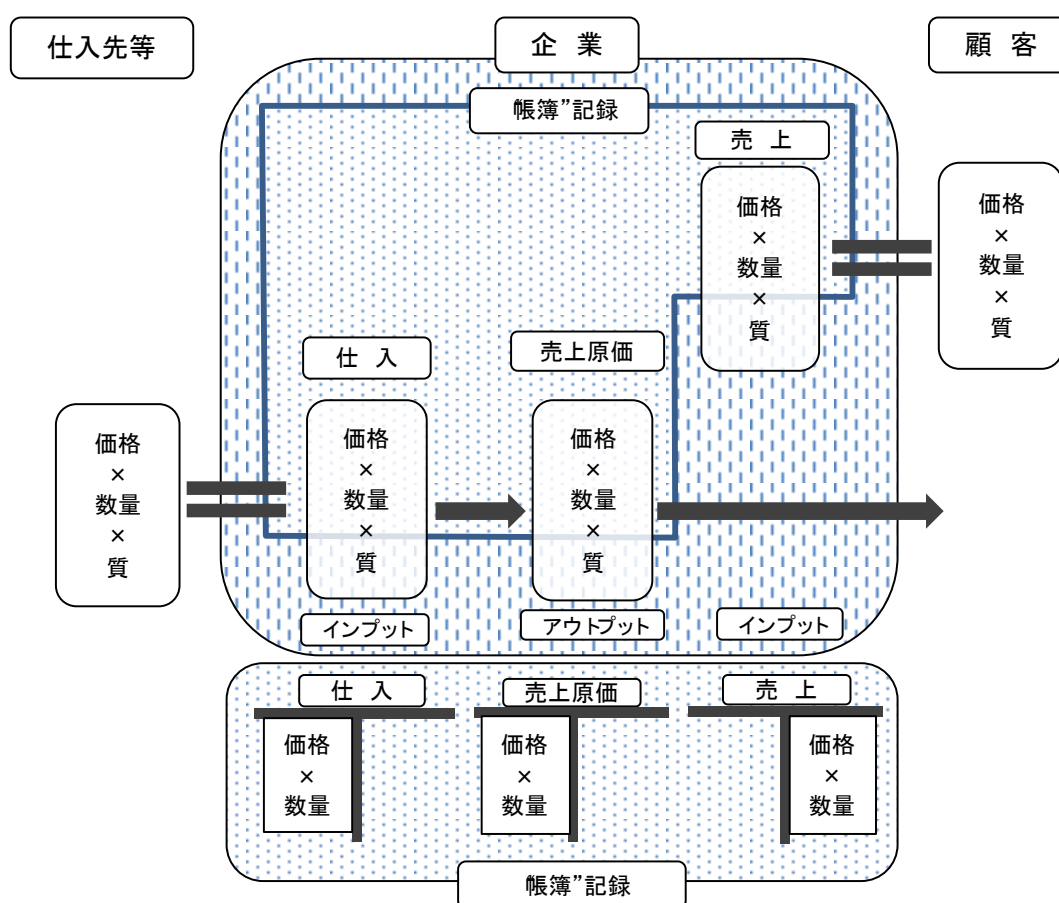 仕入先等
企 業
顧 客
帳簿”記録
売 上
価格
×
数量
×
質
価格
×
数量
×
質
仕 入
売上原価
価格
×
数量
×
質
価格
×
数量
×
質
価格
×
数量
×
質
インプット
アウトプット
インプット
仕 入
売上原価
売 上
価格
×
数量
価格
×
数量
価格
×
数量
帳簿”記録